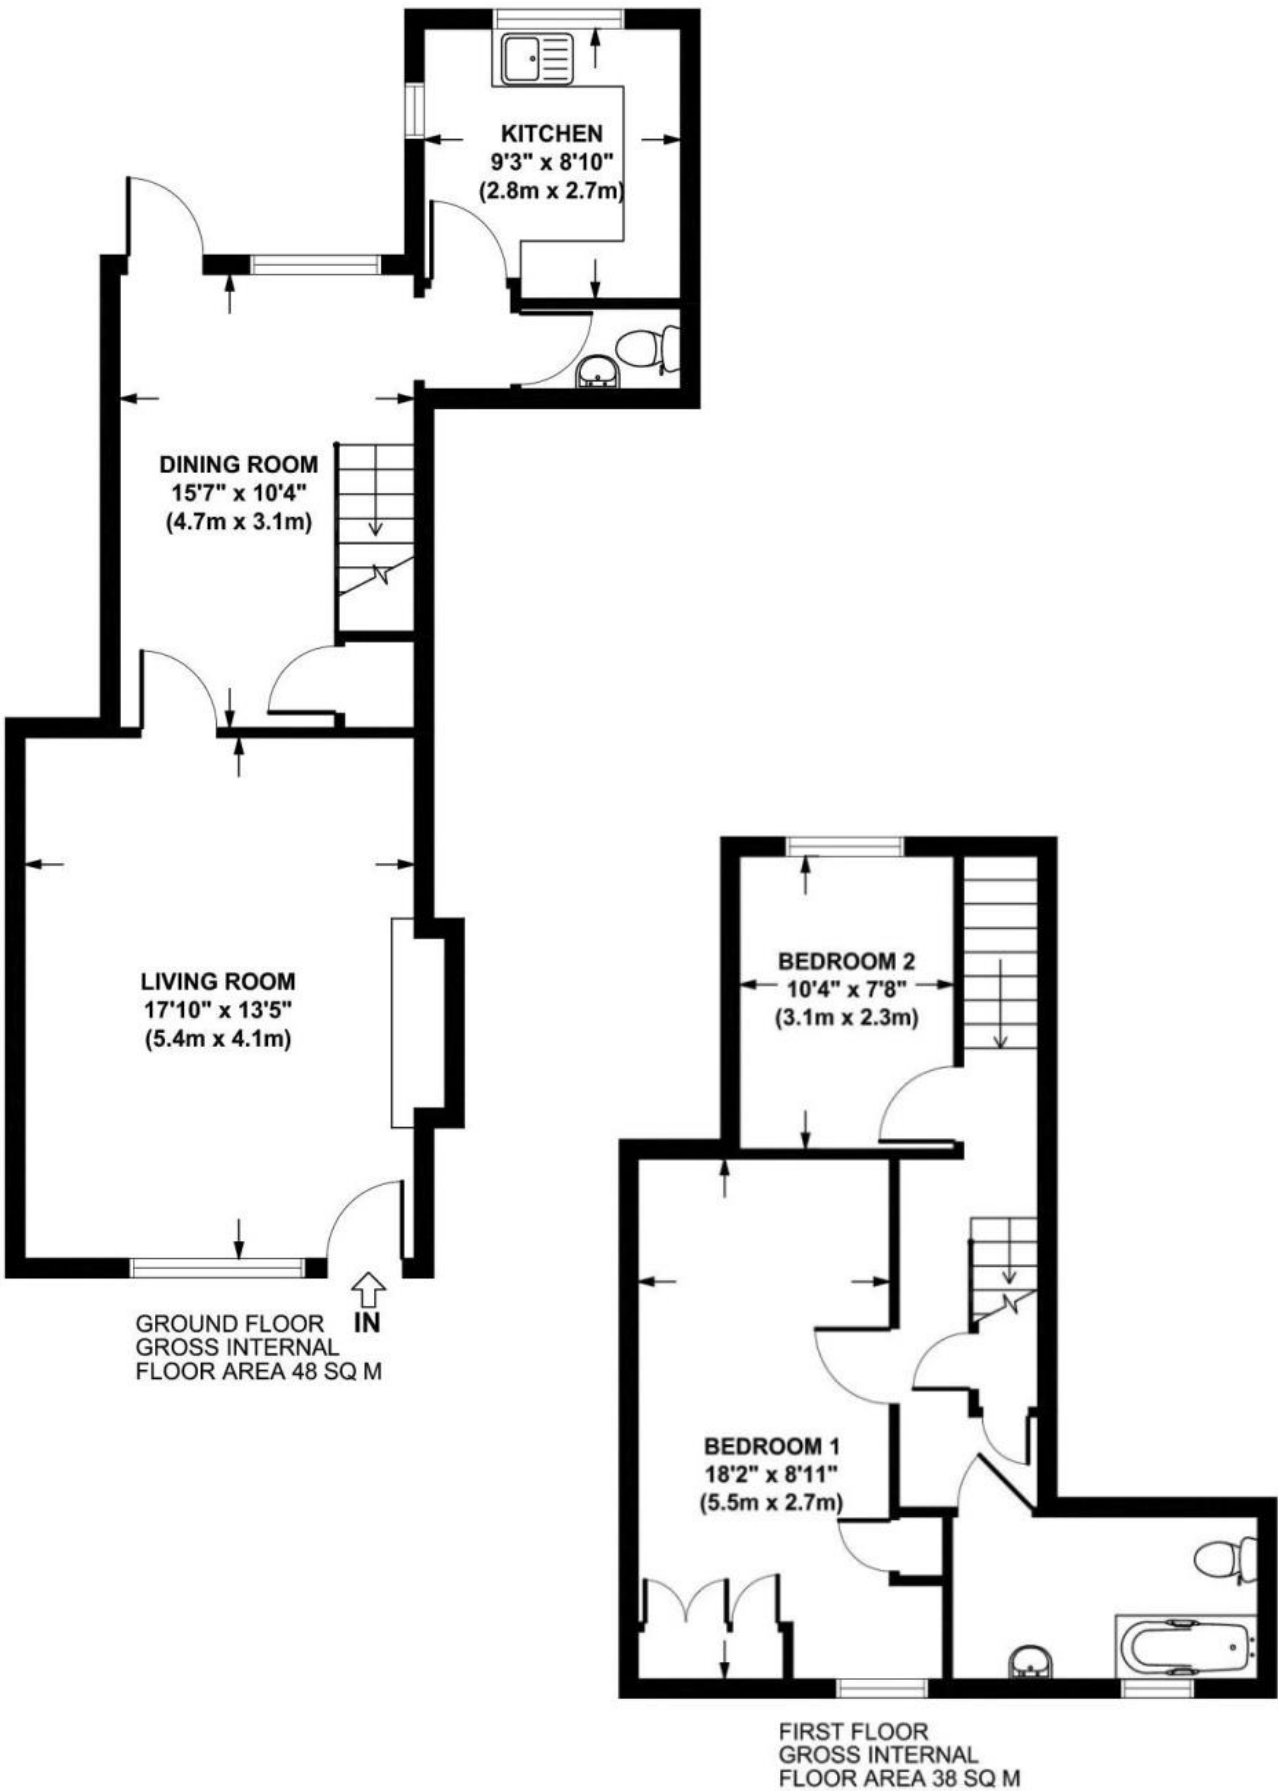 KITCHEN
9'3" x 8'10"
(2.8m x 2.7m)
DINING ROOM
15'7" x 10'4"
(4.7m x 3.1m)
LIVING ROOM
17'10" x 13'5"
(5.4m x 4.1m)
IN
GROUND FLOOR
GROSS INTERNAL
FLOOR AREA 48 SQ M
BEDROOM 2
10'4" x 7'8"
(3.1m x 2.3m)
BEDROOM 1
18'2" x 8'11"
(5.5m x 2.7m)
FIRST FLOOR
GROSS INTERNAL
FLOOR AREA 38 SQ M